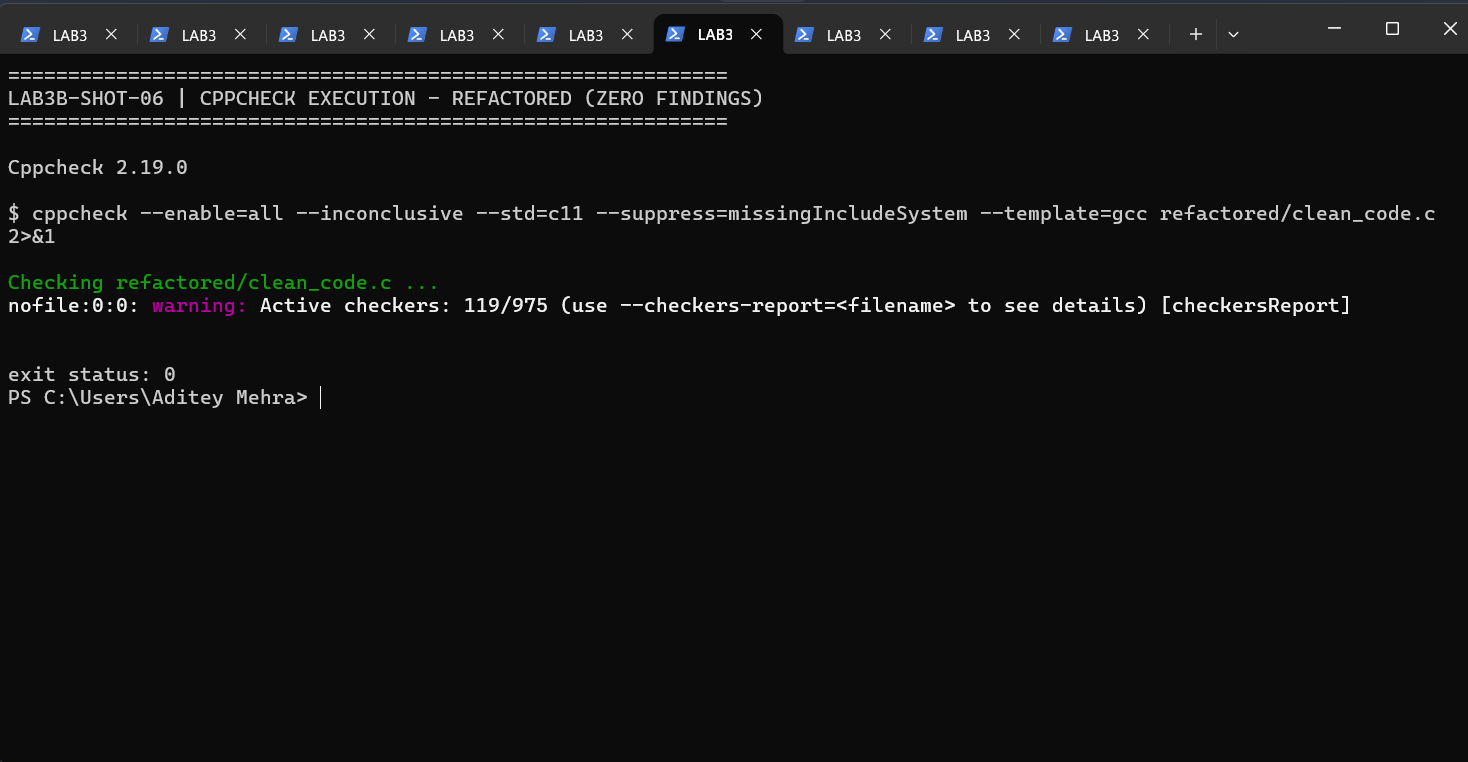 LAB3 LAB3 LAB3 LAB3 LAB3 LAB3 LAB3 LAB3 LAB3
============================================================
LAB3B-SHOT-06 | CPPCHECK EXECUTION - REFACTORED (ZERO FINDINGS)
============================================================
Cppcheck 2.19.0
$ cppcheck --enable=all --inconclusive --std=c11 --suppress=missingIncludeSystem --template=gcc refactored/clean_code.c
2>&1
Checking refactored/clean_code.c ...
nofile:0:0: warning: Active checkers: 119/975 (use --checkers-report=<filename> to see details) [checkersReport]
exit status: 0
PS C:\Users\Aditey Mehra>